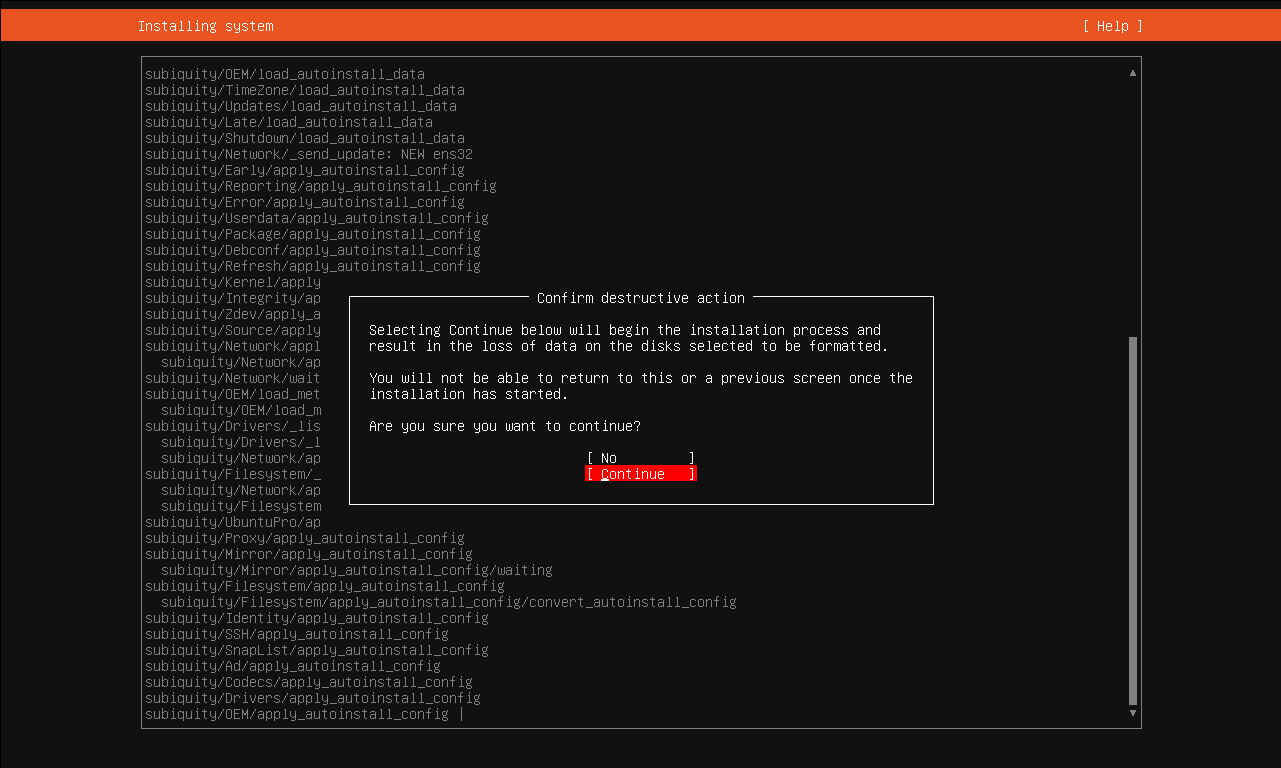 Installing system [ Help ]
subiquity/OEM/load_autoinstall_data
subiquity/TimeZone/load_autoinstall_data
subiquity/Updates/load_autoinstall_data
subiquity/Late/load_autoinstall_data
subiquity/Shutdown/load_autoinstall_data
subiquity/Network/_send_update: NEW ens32
subiquity/Early/apply_autoinstall_config
subiquity/Reporting/apply_autoinstall_config
subiquity/Error/apply_autoinstall_config
subiquity/Userdata/apply_autoinstall_config
subiquity/Package/apply_autoinstall_config
subiquity/Debconf/apply_autoinstall_config
subiquity/Refresh/apply_autoinstall_config
subiquity/Kernel/apply
subiquity/Integrity/ap
subiquity/Zdev/apply_a
subiquity/Source/apply
subiquity/Network/appl
subiquity/Network/ap
subiquity/Network/wait
subiquity/OEM/load_met
subiquity/OEM/load_m
subiquity/Drivers/_lis
subiquity/Drivers/_l
subiquity/Network/ap
subiquity/Filesystem/_
subiquity/Network/ap
subiquity/Filesystem
subiquity/UbuntuPro/ap
Confirm destructive action
Selecting Continue below will begin the installation process and
result in the loss of data on the disks selected to be formatted.
You will not be able to return to this or a previous screen once the
installation has started.
Are you sure you want to continue?
[ No ]
[ Continue ]
subiquity/Proxy/apply_autoinstall_config
subiquity/Mirror/apply_autoinstall_config
subiquity/Mirror/apply_autoinstall_config/waiting
subiquity/Filesystem/apply_autoinstall_config
subiquity/Filesystem/apply_autoinstall_config/convert_autoinstall_config
subiquity/Identity/apply_autoinstall_config
subiquity/SSH/apply_autoinstall_config
subiquity/SnapList/apply_autoinstall_config
subiquity/Ad/apply_autoinstall_config
subiquity/Codecs/apply_autoinstall_config
subiquity/Drivers/apply_autoinstall_config
subiquity/OEM/apply_autoinstall_config |